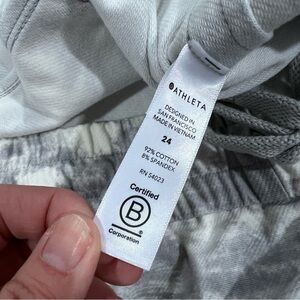 ATHLETA
DESIGNED IN
SAN FRANCISCO
MADE IN VIETNAM
24
92% COTTON
8% SPANDEX
RN 54023
Certified
B
®
Corporation